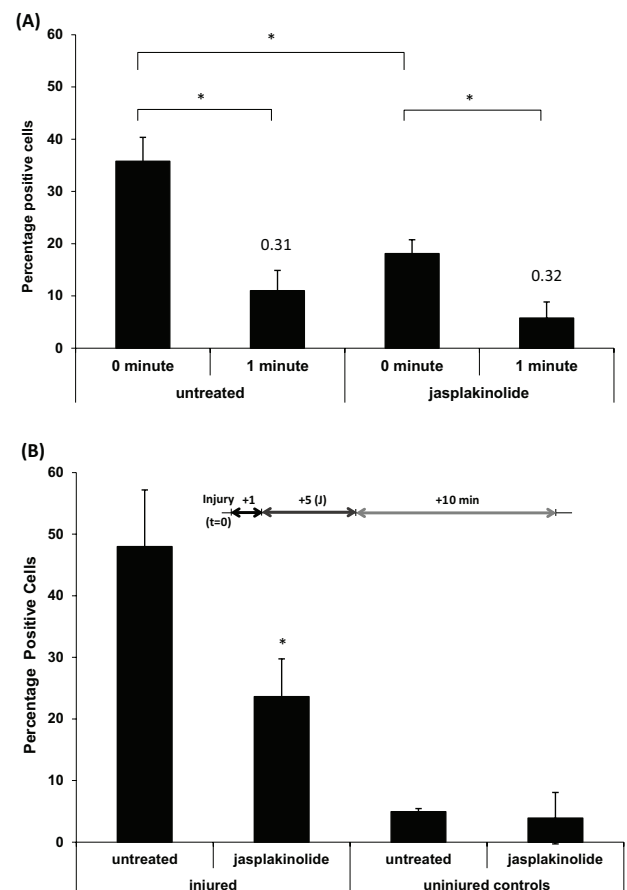 (A)
60
50
40
30
20
10
0
Percentage positive cells
*
*
*
0.31
0.32
0 minute 1 minute 0 minute 1 minute
untreated jasplakinolide
(B)
60
50
40
30
20
10
0
Percentage Positive Cells
Injury +1 +5 (J) +10 min
(t=0)
*
untreated jasplakinolide untreated jasplakinolide
injured uninjured controls